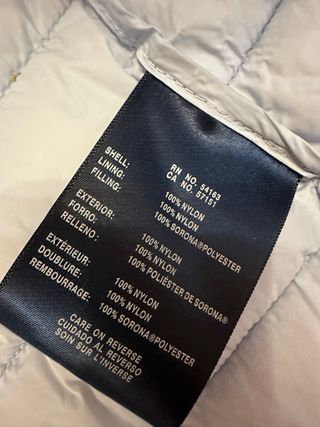 RN NO. 54163
CA NO. 57151
SHELL: 100% NYLON
LINING: 100% NYLON
FILLING: 100% SORONA®POLYESTER
EXTERIOR: 100% NYLON
FORRO: 100% NYLON
RELLENO: 100% POLIÉSTER DE SORONA®
EXTÉRIEUR: 100% NYLON
DOUBLURE: 100% NYLON
REMBOURRAGE: 100% SORONA®POLYESTER
CARE ON REVERSE
CUIDADO AL REVERSO
SOIN SUR L'INVERSE